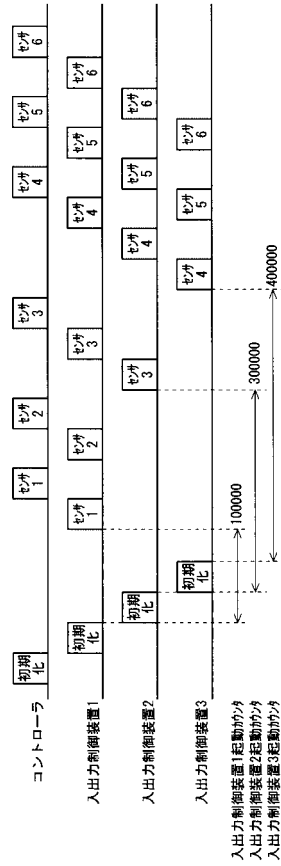 コントローラ 初期化 センサ1 センサ2 センサ3 センサ4 センサ5 センサ6
入出力制御装置1 初期化 センサ1 センサ2 センサ3 センサ4 センサ5 センサ6
入出力制御装置2 初期化 センサ3 センサ4 センサ5 センサ6
入出力制御装置3 初期化 センサ4 センサ5 センサ6
入出力制御装置1起動カウンタ 100000
入出力制御装置2起動カウンタ 300000
入出力制御装置3起動カウンタ 400000